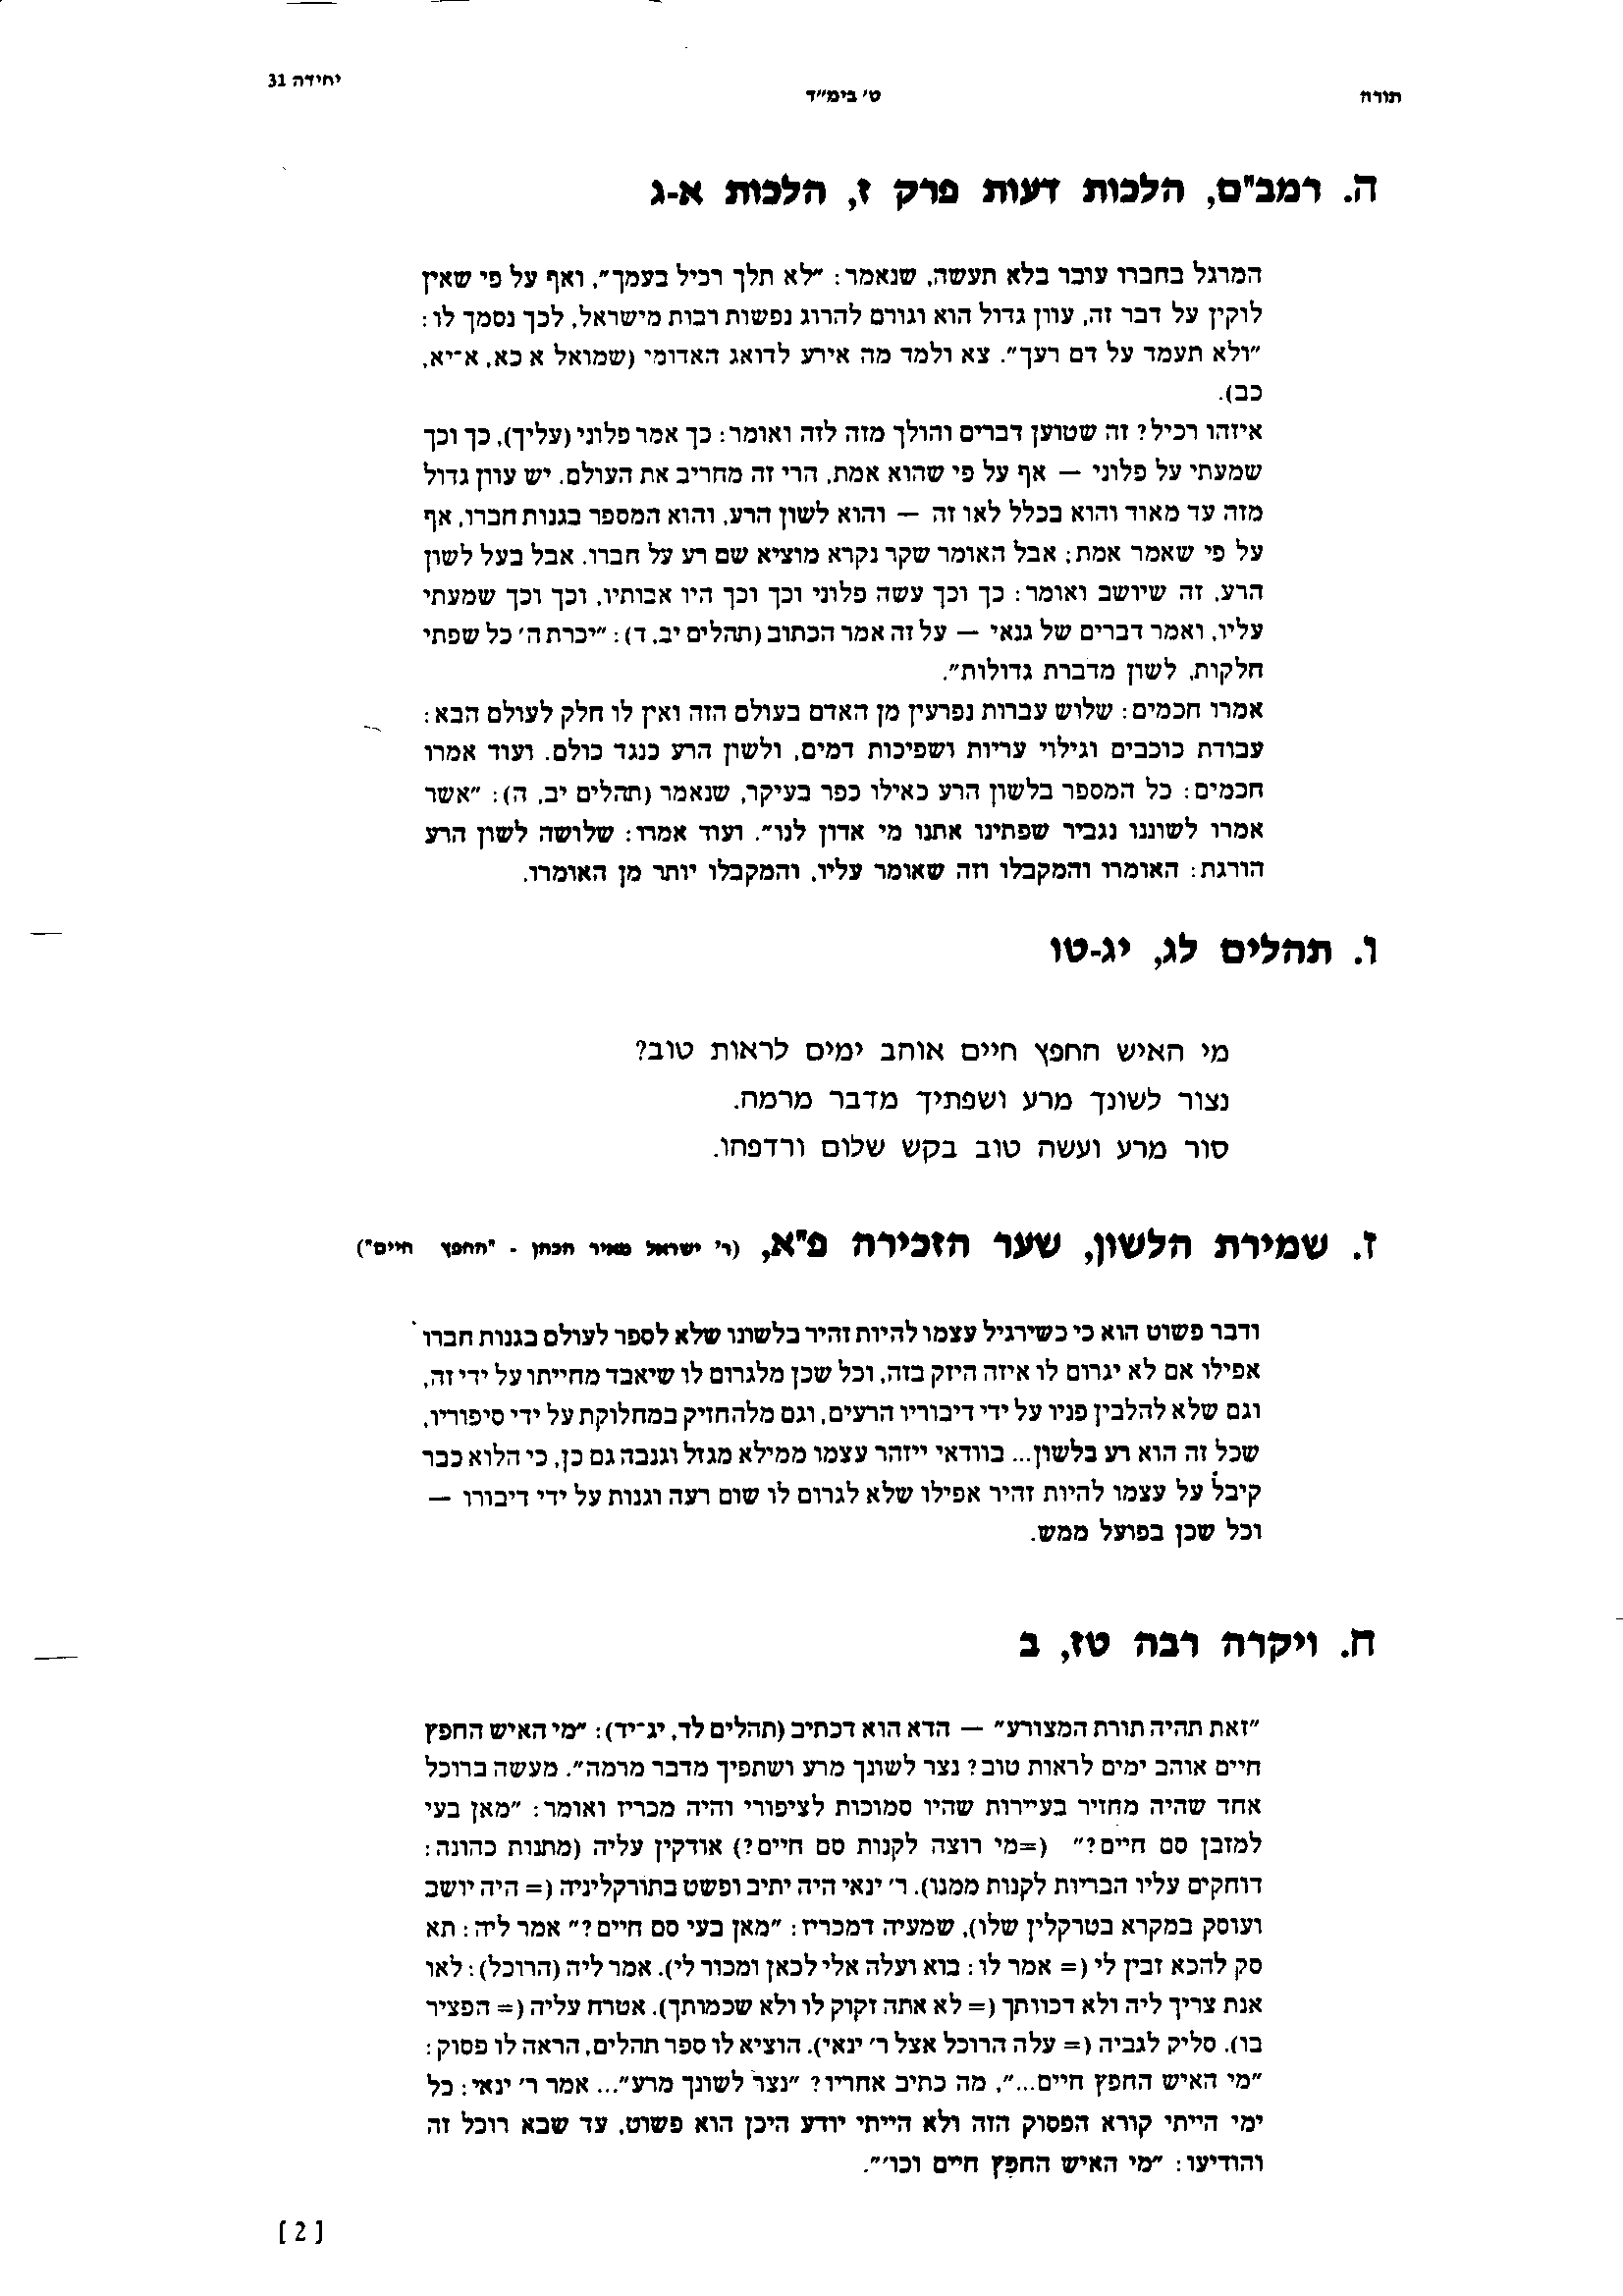 תורה
ט' בימ"ד
יחידה 31
ה. רמב"ם, הלכות דעות פרק ז, הלכות א-ג
המרגל בחברו עובר בלא תעשה, שנאמר: "לא תלך רכיל בעמך", ואף על פי שאין
לוקין על דבר זה, עוון גדול הוא וגורם להרוג נפשות רבות מישראל, לכך נסמך לו:
"ולא תעמד על דם רעך". צא ולמד מה אירע לדואג האדומי (שמואל א כא, א־יא,
כב).
איזהו רכיל? זה שטוען דברים והולך מזה לזה ואומר: כך אמר פלוני (עליך), כך וכך
שמעתי על פלוני — אף על פי שהוא אמת, הרי זה מחריב את העולם. יש עוון גדול
מזה עד מאוד והוא בכלל לאו זה — והוא לשון הרע, והוא המספר בגנות חברו, אף
על פי שאמר אמת; אבל האומר שקר נקרא מוציא שם רע על חברו. אבל בעל לשון
הרע, זה שיושב ואומר: כך וכך עשה פלוני וכך וכך היו אבותיו, וכך וכך שמעתי
עליו, ואמר דברים של גנאי — על זה אמר הכתוב (תהלים יב, ד): "יכרת ה' כל שפתי
חלקות, לשון מדברת גדולות".
אמרו חכמים: שלוש עברות נפרעין מן האדם בעולם הזה ואין לו חלק לעולם הבא:
עבודת כוכבים וגילוי עריות ושפיכות דמים, ולשון הרע כנגד כולם. ועוד אמרו
חכמים: כל המספר בלשון הרע כאילו כפר בעיקר, שנאמר (תהלים יב, ה): "אשר
אמרו לשוננו נגביר שפתינו אתנו מי אדון לנו". ועוד אמרו: שלושה לשון הרע
הורגת: האומרו והמקבלו וזה שאומר עליו, והמקבלו יותר מן האומרו.
ו. תהלים לג, יג-טו
מי האיש החפץ חיים אוהב ימים לראות טוב?
נצור לשונך מרע ושפתיך מדבר מרמה.
סור מרע ועשה טוב בקש שלום ורדפהו.
ז. שמירת הלשון, שער הזכירה פ"א, (ר' ישראל מאיר הכהן - "החפץ חיים")
ודבר פשוט הוא כי כשירגיל עצמו להיות זהיר בלשונו שלא לספר לעולם בגנות חברו
אפילו אם לא יגרום לו איזה היזק בזה, וכל שכן מלגרום לו שיאבד מחייתו על ידי זה,
וגם שלא להלבין פניו על ידי דיבוריו הרעים, וגם מלהחזיק במחלוקת על ידי סיפוריו,
שכל זה הוא רע בלשון... בוודאי ייזהר עצמו ממילא מגזל וגנבה גם כן, כי הלוא כבר
קיבל על עצמו להיות זהיר אפילו שלא לגרום לו שום רעה וגנות על ידי דיבורו —
וכל שכן בפועל ממש.
ח. ויקרה רבה טז, ב
"זאת תהיה תורת המצורע" — הדא הוא דכתיב (תהלים לד, יג־יד): "מי האיש החפץ
חיים אוהב ימים לראות טוב? נצר לשונך מרע ושתפיך מדבר מרמה". מעשה ברוכל
אחד שהיה מחזיר בעיירות שהיו סמוכות לציפורי והיה מכריז ואומר: "מאן בעי
למזבן סם חיים?" (=מי רוצה לקנות סם חיים?) אודקין עליה (מתנות כהונה:
דוחקים עליו הבריות לקנות ממנו). ר' ינאי היה יתיב ופשט בתורקליניה (= היה יושב
ועוסק במקרא בטרקלין שלו), שמעיה דמכריז: "מאן בעי סם חיים?" אמר ליה: תא
סק להכא זבין לי (= אמר לו: בוא ועלה אלי לכאן ומכור לי). אמר ליה (הרוכל): לאו
אנת צריך ליה ולא דכוותך (= לא אתה זקוק לו ולא שכמותך). אטרח עליה (= הפציר
בו). סליק לגביה (= עלה הרוכל אצל ר' ינאי). הוציא לו ספר תהלים, הראה לו פסוק:
"מי האיש החפץ חיים...", מה כתיב אחריו? "נצר לשונך מרע"... אמר ר' ינאי: כל
ימי הייתי קורא הפסוק הזה ולא הייתי יודע היכן הוא פשוט, עד שבא רוכל זה
והודיעו: "מי האיש החפץ חיים וכו'".
[2]